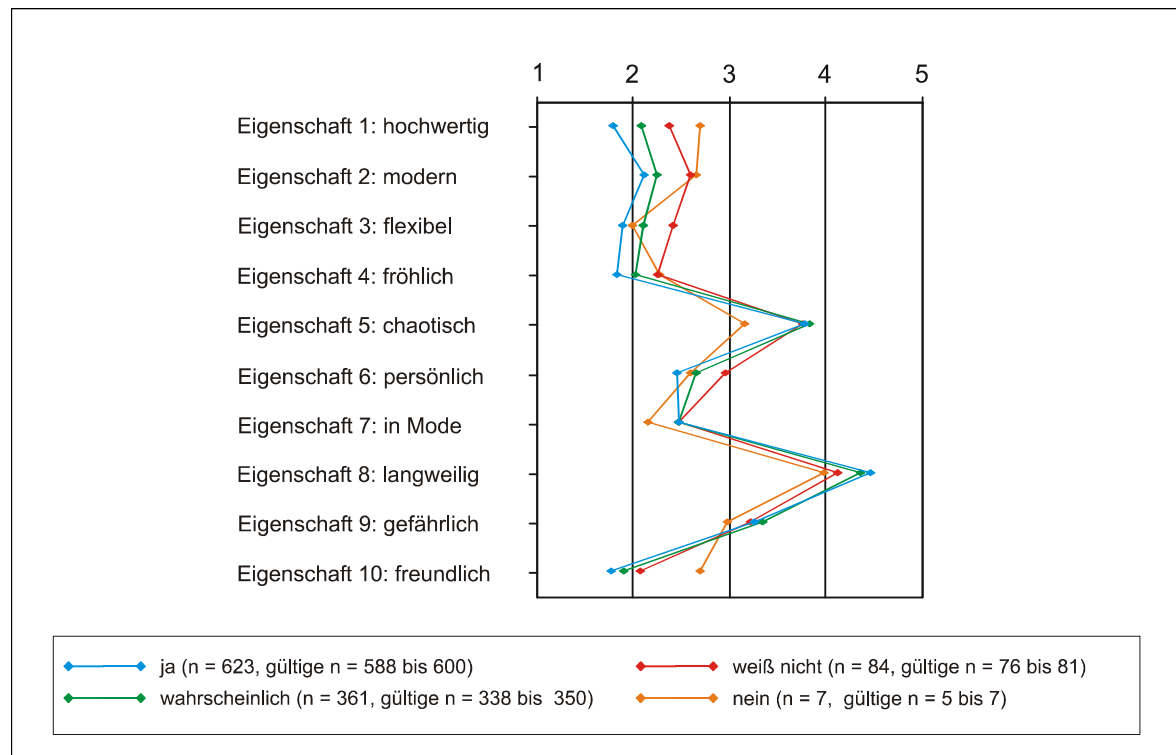 1 2 3 4 5
Eigenschaft 1: hochwertig
Eigenschaft 2: modern
Eigenschaft 3: flexibel
Eigenschaft 4: fröhlich
Eigenschaft 5: chaotisch
Eigenschaft 6: persönlich
Eigenschaft 7: in Mode
Eigenschaft 8: langweilig
Eigenschaft 9: gefährlich
Eigenschaft 10: freundlich
ja (n = 623, gültige n = 588 bis 600)
wahrscheinlich (n = 361, gültige n = 338 bis 350)
weiß nicht (n = 84, gültige n = 76 bis 81)
nein (n = 7, gültige n = 5 bis 7)